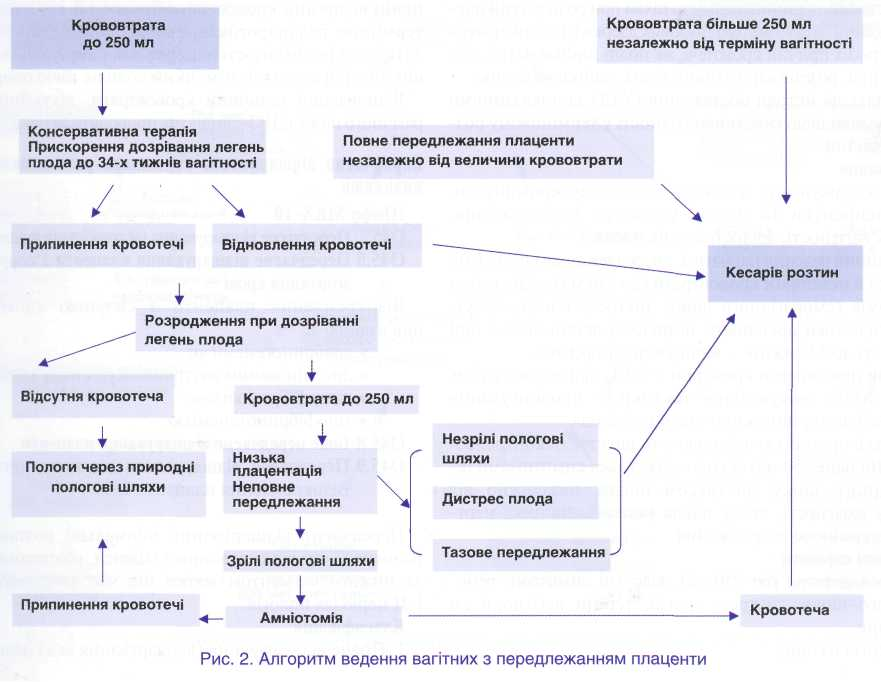 Крововтрата
до 250 мл
Крововтрата більше 250 мл
незалежно від терміну вагітності
Консервативна терапія
Прискорення дозрівання легень
плода до 34-х тижнів вагітності
Повне передлежання плаценти
незалежно від величини крововтрати
Припинення кровотечі
Відновлення кровотечі
Кесарів розтин
Розродження при дозріванні
легень плода
Відсутня кровотеча
Крововтрата до 250 мл
Незрілі пологові
шляхи
Пологи через природні
пологові шляхи
Низька
плацентація
Неповне
передлежання
Дистрес плода
Тазове передлежання
Зрілі пологові шляхи
Припинення кровотечі
Амніотомія
Кровотеча
Рис. 2. Алгоритм ведення вагітних з передлежанням плаценти